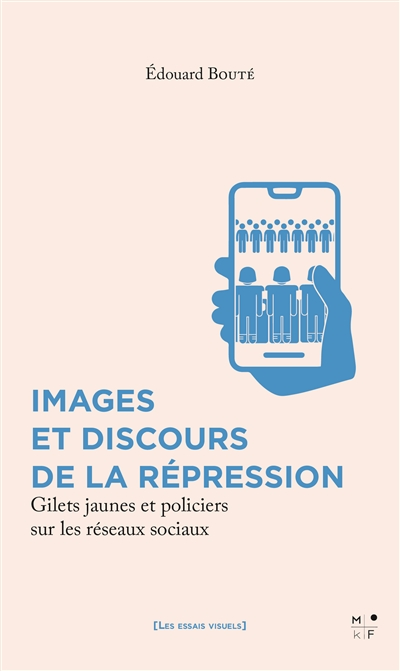 Édouard Bouté
IMAGES
ET DISCOURS
DE LA RÉPRESSION
Gilets jaunes et policiers
sur les réseaux sociaux
[Les essais visuels]
M
kiF